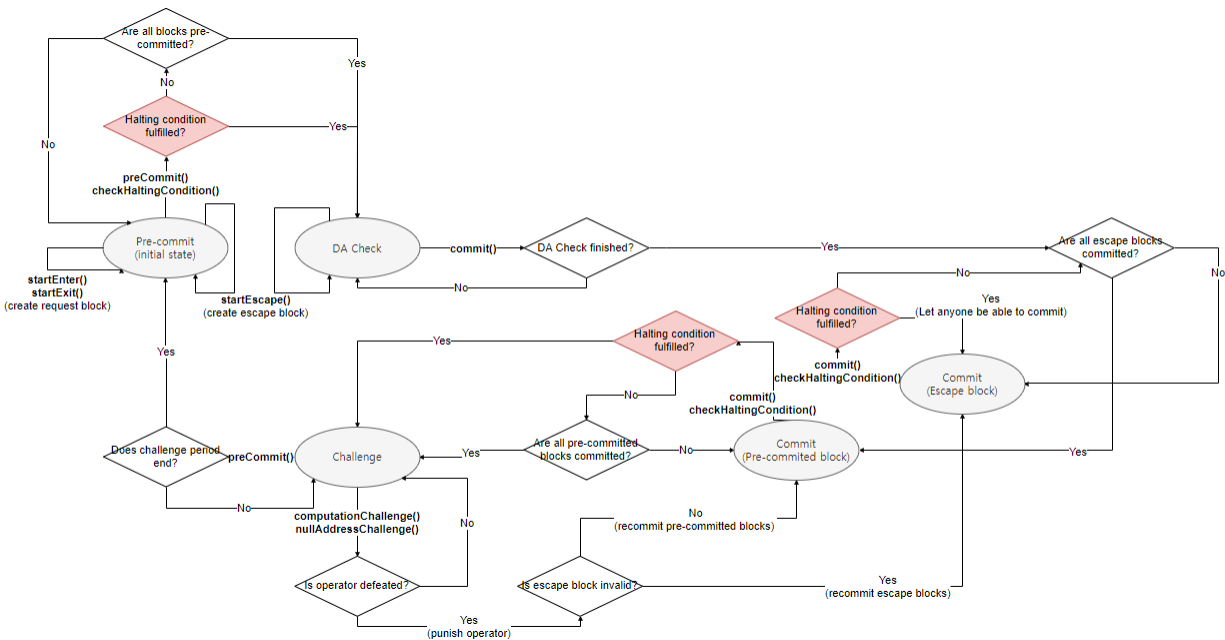 Are all blocks pre-
committed?
Yes
No
Halting condition
fulfilled?
Yes
No
preCommit()
checkHaltingCondition()
Pre-commit
(initial state)
DA Check
commit()
DA Check finished?
Yes
Are all escape blocks
committed?
No
startEnter()
startExit()
(create request block)
startEscape()
(create escape block)
No
No
Yes
(Let anyone be able to commit)
Halting condition
fulfilled?
Halting condition
fulfilled?
Yes
Yes
commit()
checkHaltingCondition()
Commit
(Escape block)
No
commit()
checkHaltingCondition()
Does challenge period
end?
preCommit()
Challenge
Yes
Are all pre-committed
blocks committed?
No
Commit
(Pre-commited block)
Yes
No
computationChallenge()
nullAddressChallenge()
No
No
(recommit pre-committed blocks)
Is operator defeated?
Is escape block invalid?
Yes
(recommit escape blocks)
Yes
(punish operator)